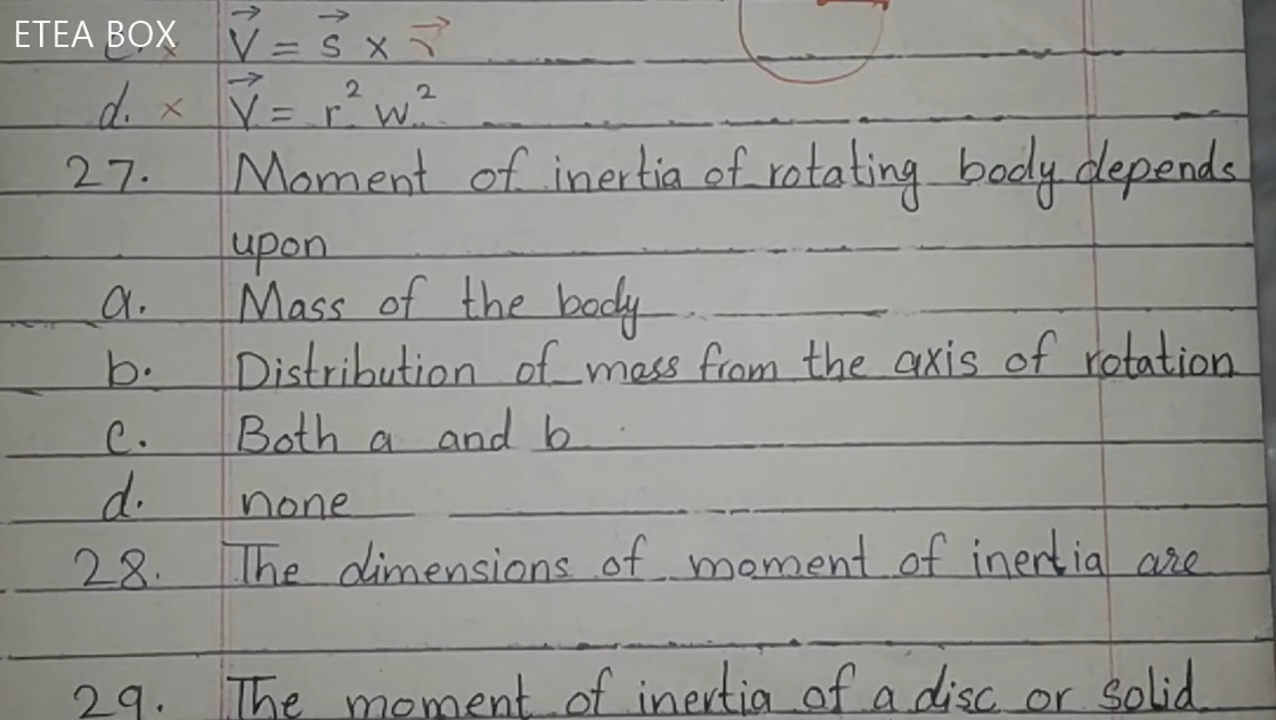 ETEA BOX
c. x V⃗ = s⃗ x r⃗
d. x V⃗ = r² w²
27. Moment of inertia of rotating body depends
upon
a. Mass of the body
b. Distribution of mass from the axis of rotation
c. Both a and b
d. none
28. The dimensions of moment of inertia are
29. The moment of inertia of a disc or solid